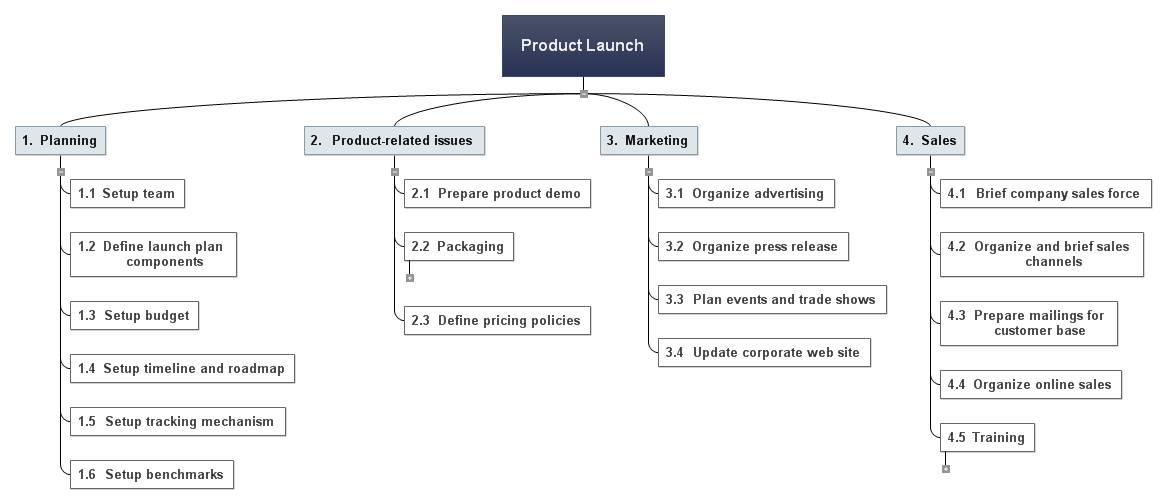 Product Launch
1. Planning
1.1 Setup team
1.2 Define launch plan
components
1.3 Setup budget
1.4 Setup timeline and roadmap
1.5 Setup tracking mechanism
1.6 Setup benchmarks
2. Product-related issues
2.1 Prepare product demo
2.2 Packaging
2.3 Define pricing policies
3. Marketing
3.1 Organize advertising
3.2 Organize press release
3.3 Plan events and trade shows
3.4 Update corporate web site
4. Sales
4.1 Brief company sales force
4.2 Organize and brief sales
channels
4.3 Prepare mailings for
customer base
4.4 Organize online sales
4.5 Training